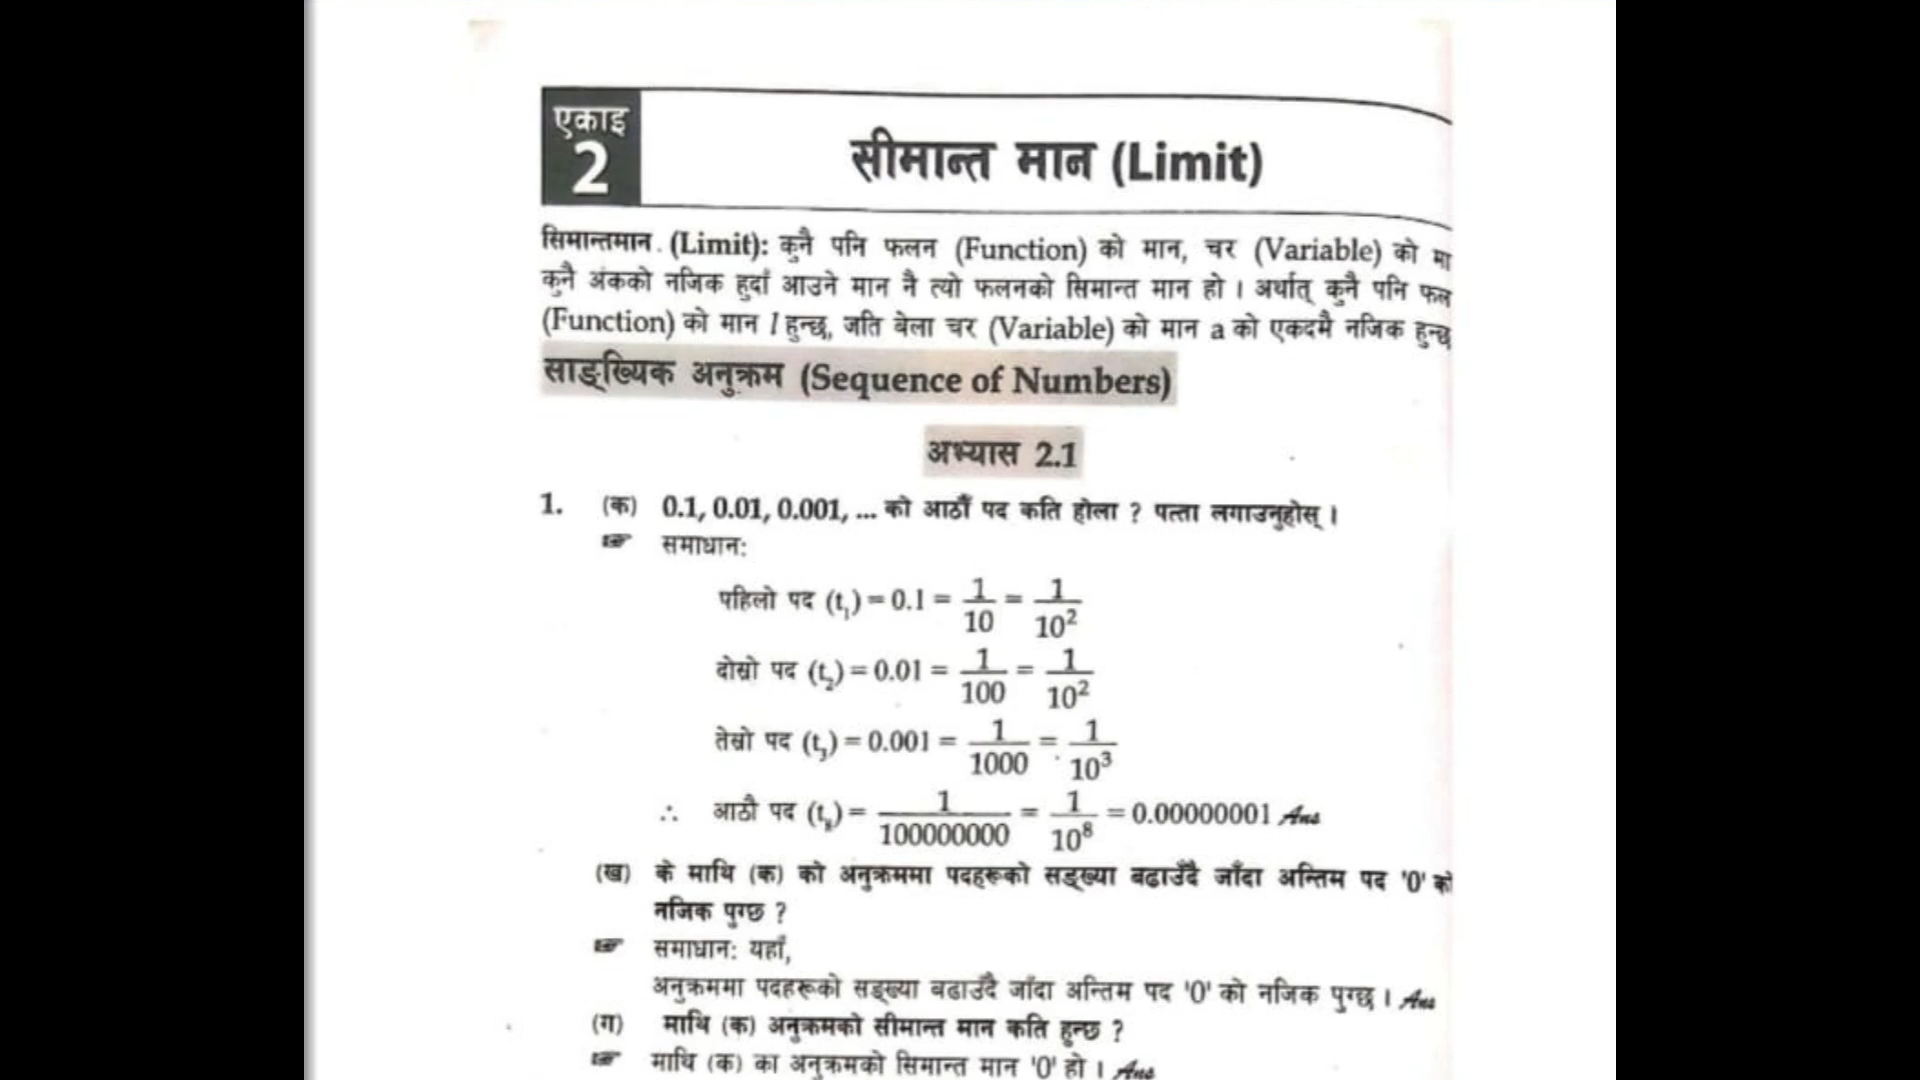 एकाइ
2
सीमान्त मान (Limit)
सिमान्तमान (Limit): कुनै पनि फलन (Function) को मान, चर (Variable) को मा
कुनै अंकको नजिक हुदाँ आउने मान नै त्यो फलनको सिमान्त मान हो । अर्थात् कुनै पनि फल
(Function) को मान l हुन्छ, जति बेला चर (Variable) को मान a को एकदमै नजिक हुन्छ
साङ्ख्यिक अनुक्रम (Sequence of Numbers)
अभ्यास 2.1
1. (क) 0.1, 0.01, 0.001, ... को आठौँ पद कति होला ? पत्ता लगाउनुहोस् ।
☞ समाधान:
पहिलो पद (t₁) = 0.1 = 1/10 = 1/10²
दोस्रो पद (t₂) = 0.01 = 1/100 = 1/10²
तेस्रो पद (t₃) = 0.001 = 1/1000 = 1/10³
∴ आठौ पद (t₈) = 1/100000000 = 1/10⁸ = 0.00000001 Ans
(ख) के माथि (क) को अनुक्रममा पदहरूको सङ्ख्या बढाउँदै जाँदा अन्तिम पद '0' को
नजिक पुग्छ ?
☞ समाधान: यहाँ,
अनुक्रममा पदहरूको सङ्ख्या बढाउँदै जाँदा अन्तिम पद '0' को नजिक पुग्छ । Ans
(ग) माथि (क) अनुक्रमको सीमान्त मान कति हुन्छ ?
☞ माथि (क) का अनुक्रमको सिमान्त मान '0' हो । Ans